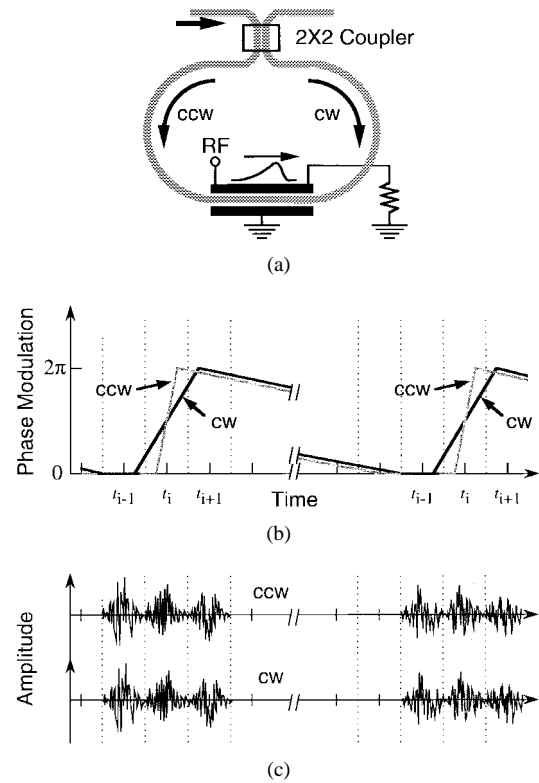 2X2 Coupler
CCW CW
RF
(a)
Phase Modulation
2π
0
CCW
CW
CCW
CW
t_{i-1} t_i t_{i+1} Time t_{i-1} t_i t_{i+1}
(b)
Amplitude
CCW
CW
(c)